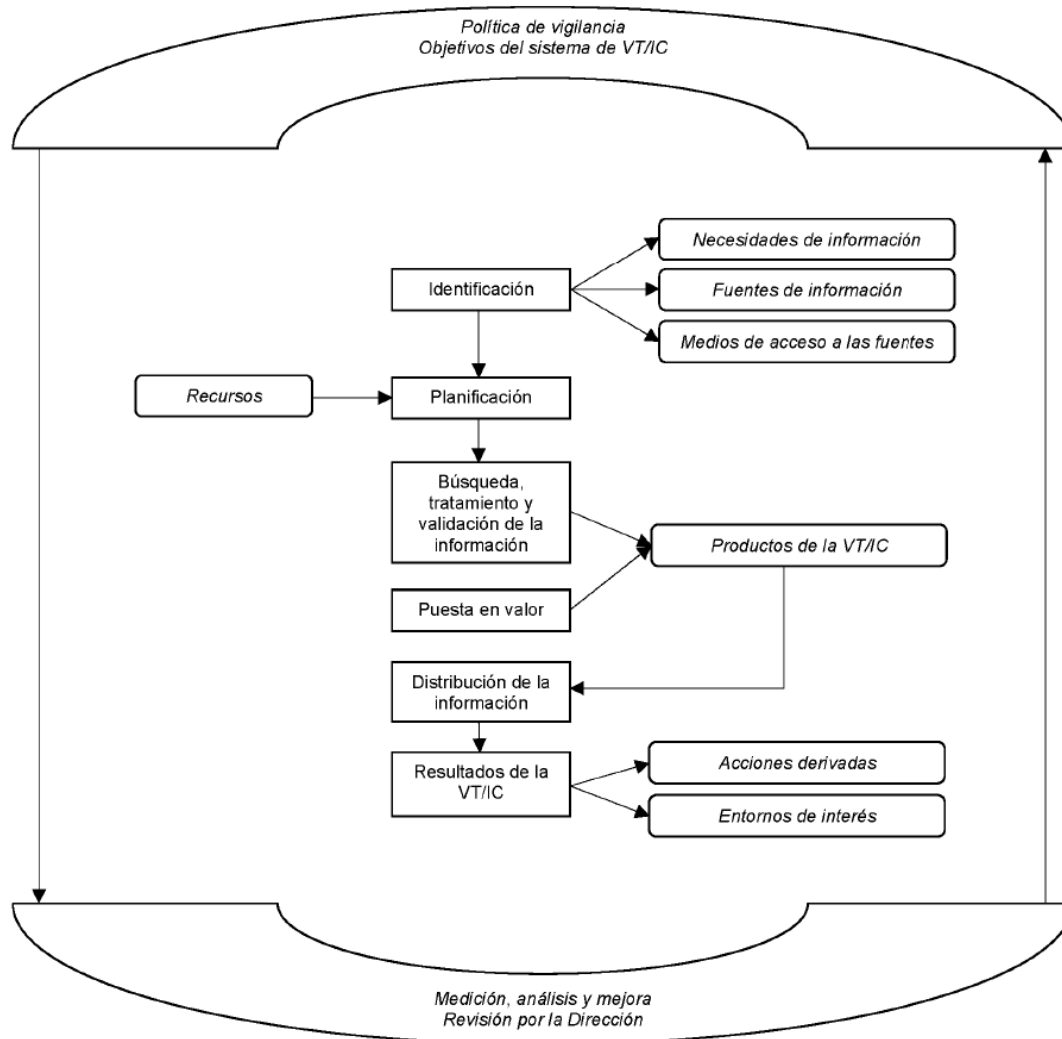 Política de vigilancia
Objetivos del sistema de VT/IC
Necesidades de información
Identificación
Fuentes de información
Medios de acceso a las fuentes
Recursos
Planificación
Búsqueda,
tratamiento y
validación de la
información
Productos de la VT/IC
Puesta en valor
Distribución de la
información
Resultados de la
VT/IC
Acciones derivadas
Entornos de interés
Medición, análisis y mejora
Revisión por la Dirección